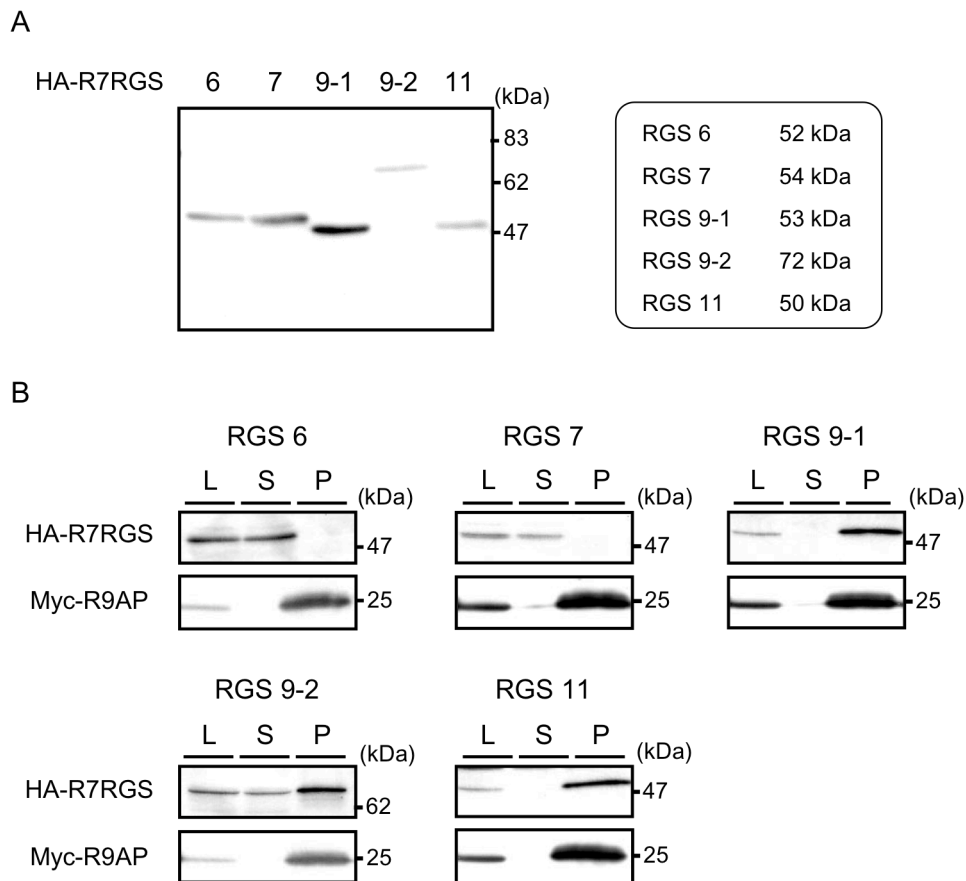 A
HA-R7RGS 6 7 9-1 9-2 11
(kDa)
83
62
47
RGS 6 52 kDa
RGS 7 54 kDa
RGS 9-1 53 kDa
RGS 9-2 72 kDa
RGS 11 50 kDa
B
RGS 6
L S P
(kDa)
HA-R7RGS
47
Myc-R9AP
25
RGS 7
L S P
(kDa)
47
25
RGS 9-1
L S P
(kDa)
47
25
RGS 9-2
L S P
(kDa)
HA-R7RGS
62
Myc-R9AP
25
RGS 11
L S P
(kDa)
47
25